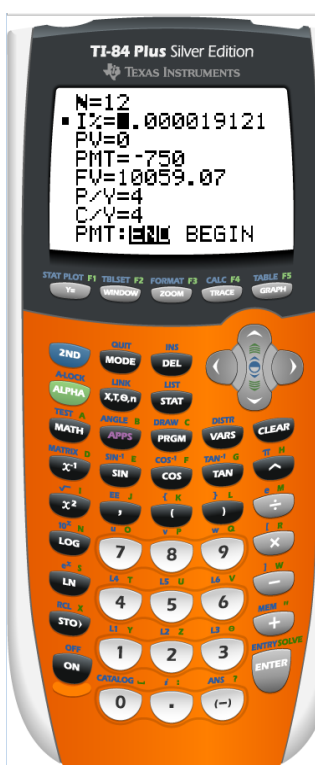 TI-84 Plus Silver Edition
TEXAS INSTRUMENTS
N=12
▪I%=█.000019121
PV=0
PMT=-750
FV=10059.07
P/Y=4
C/Y=4
PMT:END BEGIN
STAT PLOT F1 TBLSET F2 FORMAT F3 CALC F4 TABLE F5
Y= WINDOW ZOOM TRACE GRAPH
QUIT INS
2ND MODE DEL
A-LOCK LINK LIST
ALPHA X,T,Θ,n STAT
TEST A ANGLE B DRAW C DISTR
MATH APPS PRGM VARS CLEAR
MATRIX D SIN⁻¹ E COS⁻¹ F TAN⁻¹ G π H
x⁻¹ SIN COS TAN ^
√ I EE J { K } L e M
x² , ( ) ÷
10ˣ N u O v P w Q [ R
LOG 7 8 9 ×
eˣ S L4 T L5 U L6 V ] W
LN 4 5 6 −
RCL X L1 Y L2 Z L3 θ MEM "
STO› 1 2 3 +
OFF CATALOG i : ANS ? ENTRY SOLVE
ON 0 . (−) ENTER